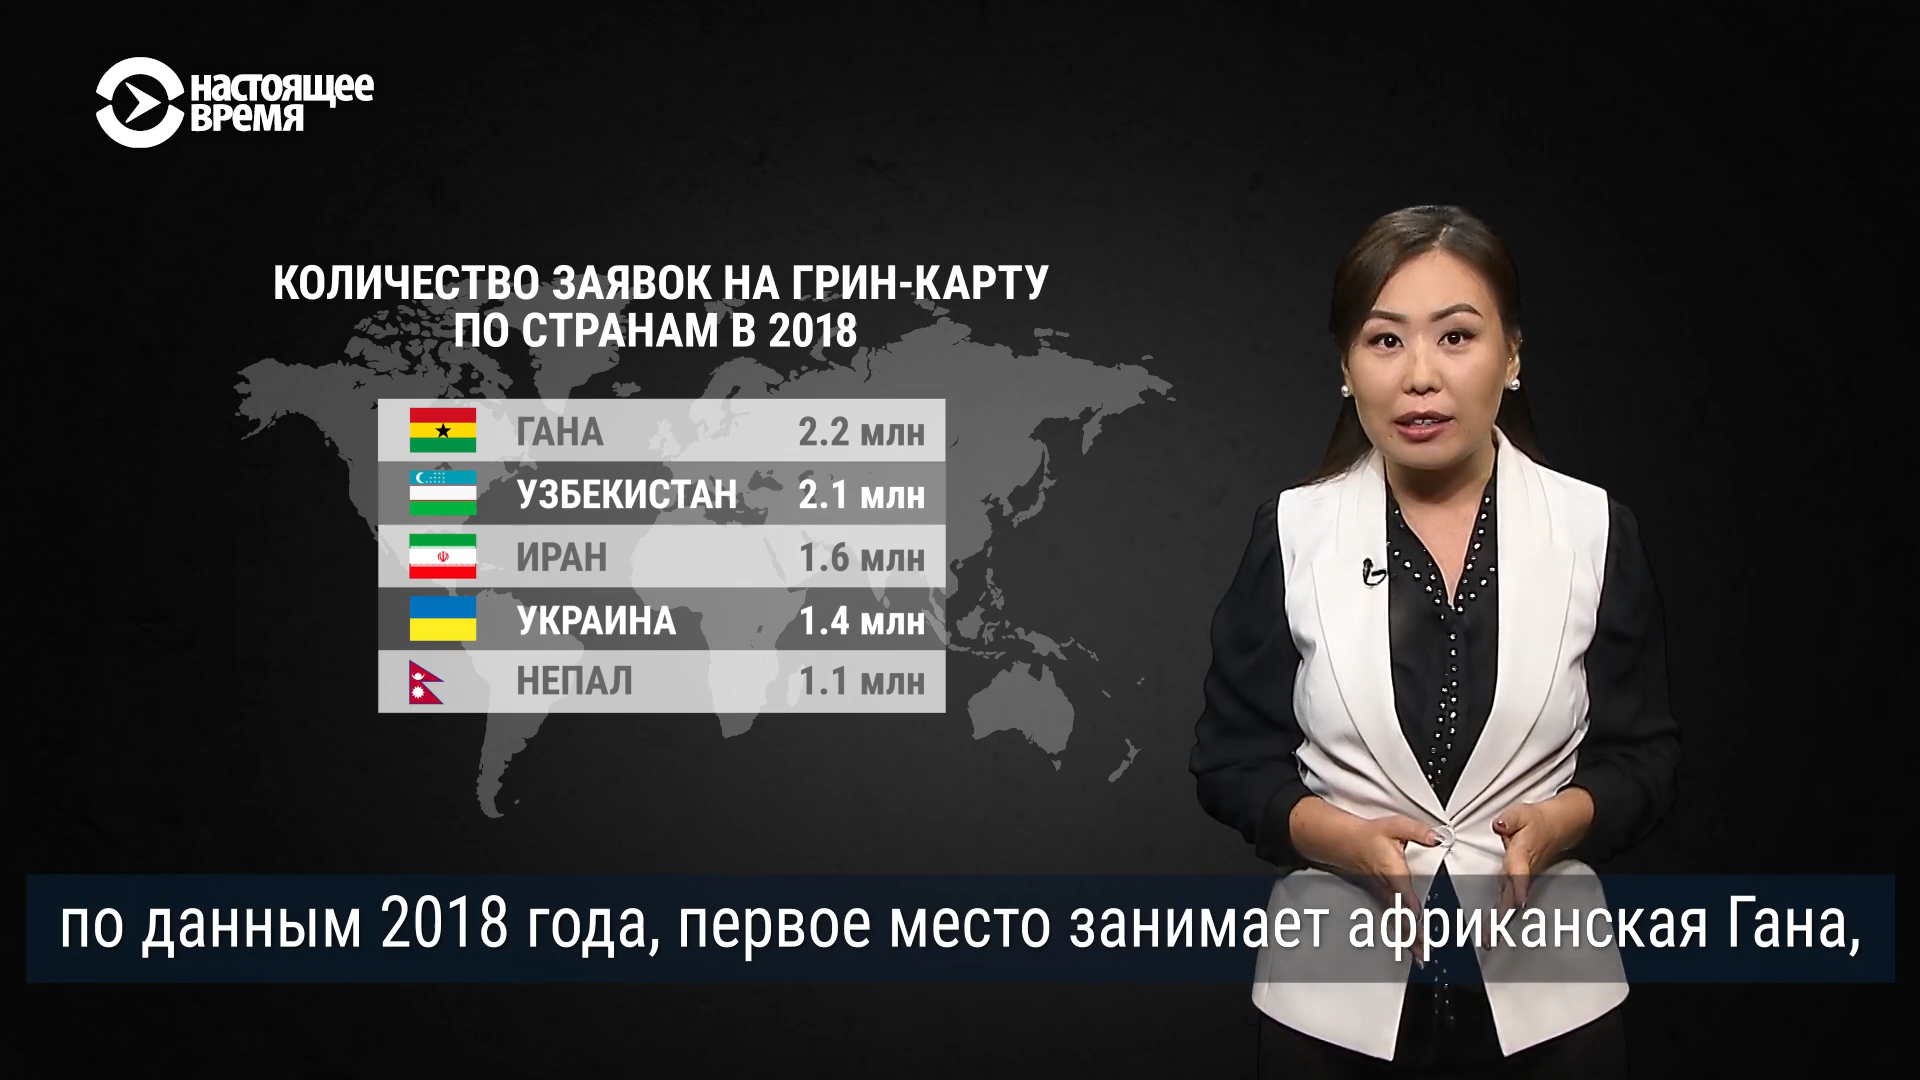 настоящее
время
КОЛИЧЕСТВО ЗАЯВОК НА ГРИН-КАРТУ
ПО СТРАНАМ В 2018
ГАНА 2.2 млн
УЗБЕКИСТАН 2.1 млн
ИРАН 1.6 млн
УКРАИНА 1.4 млн
НЕПАЛ 1.1 млн
по данным 2018 года, первое место занимает африканская Гана,